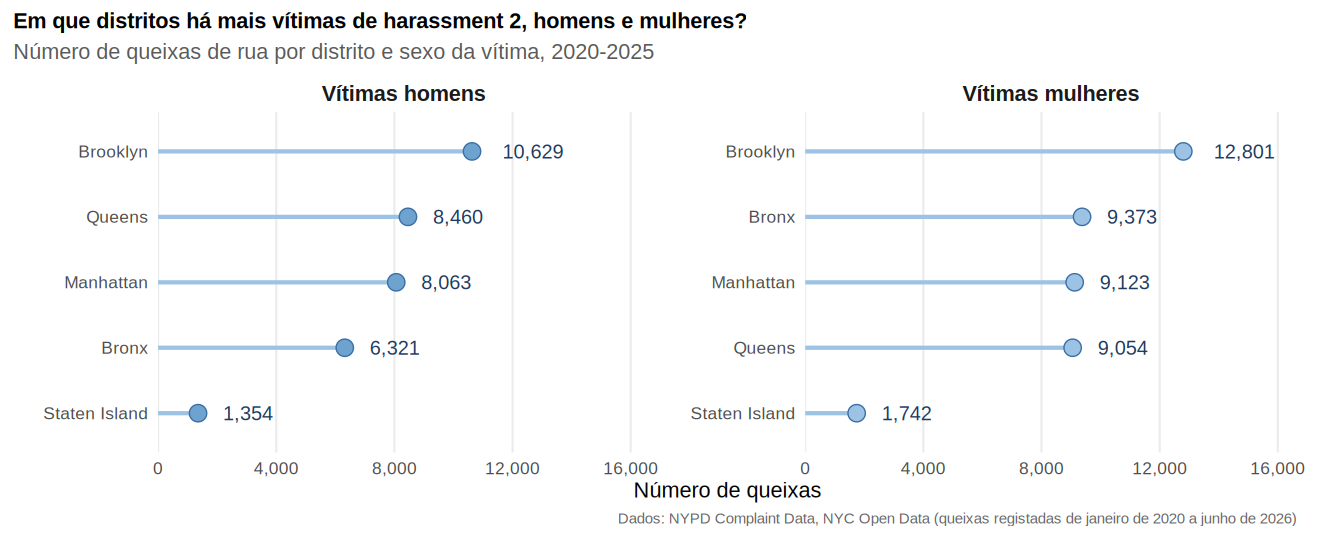 Em que distritos há mais vítimas de harassment 2, homens e mulheres?
Número de queixas de rua por distrito e sexo da vítima, 2020-2025
Vítimas homens
Brooklyn 10,629
Queens 8,460
Manhattan 8,063
Bronx 6,321
Staten Island 1,354
0 4,000 8,000 12,000 16,000
Vítimas mulheres
Brooklyn 12,801
Bronx 9,373
Manhattan 9,123
Queens 9,054
Staten Island 1,742
0 4,000 8,000 12,000 16,000
Número de queixas
Dados: NYPD Complaint Data, NYC Open Data (queixas registadas de janeiro de 2020 a junho de 2026)